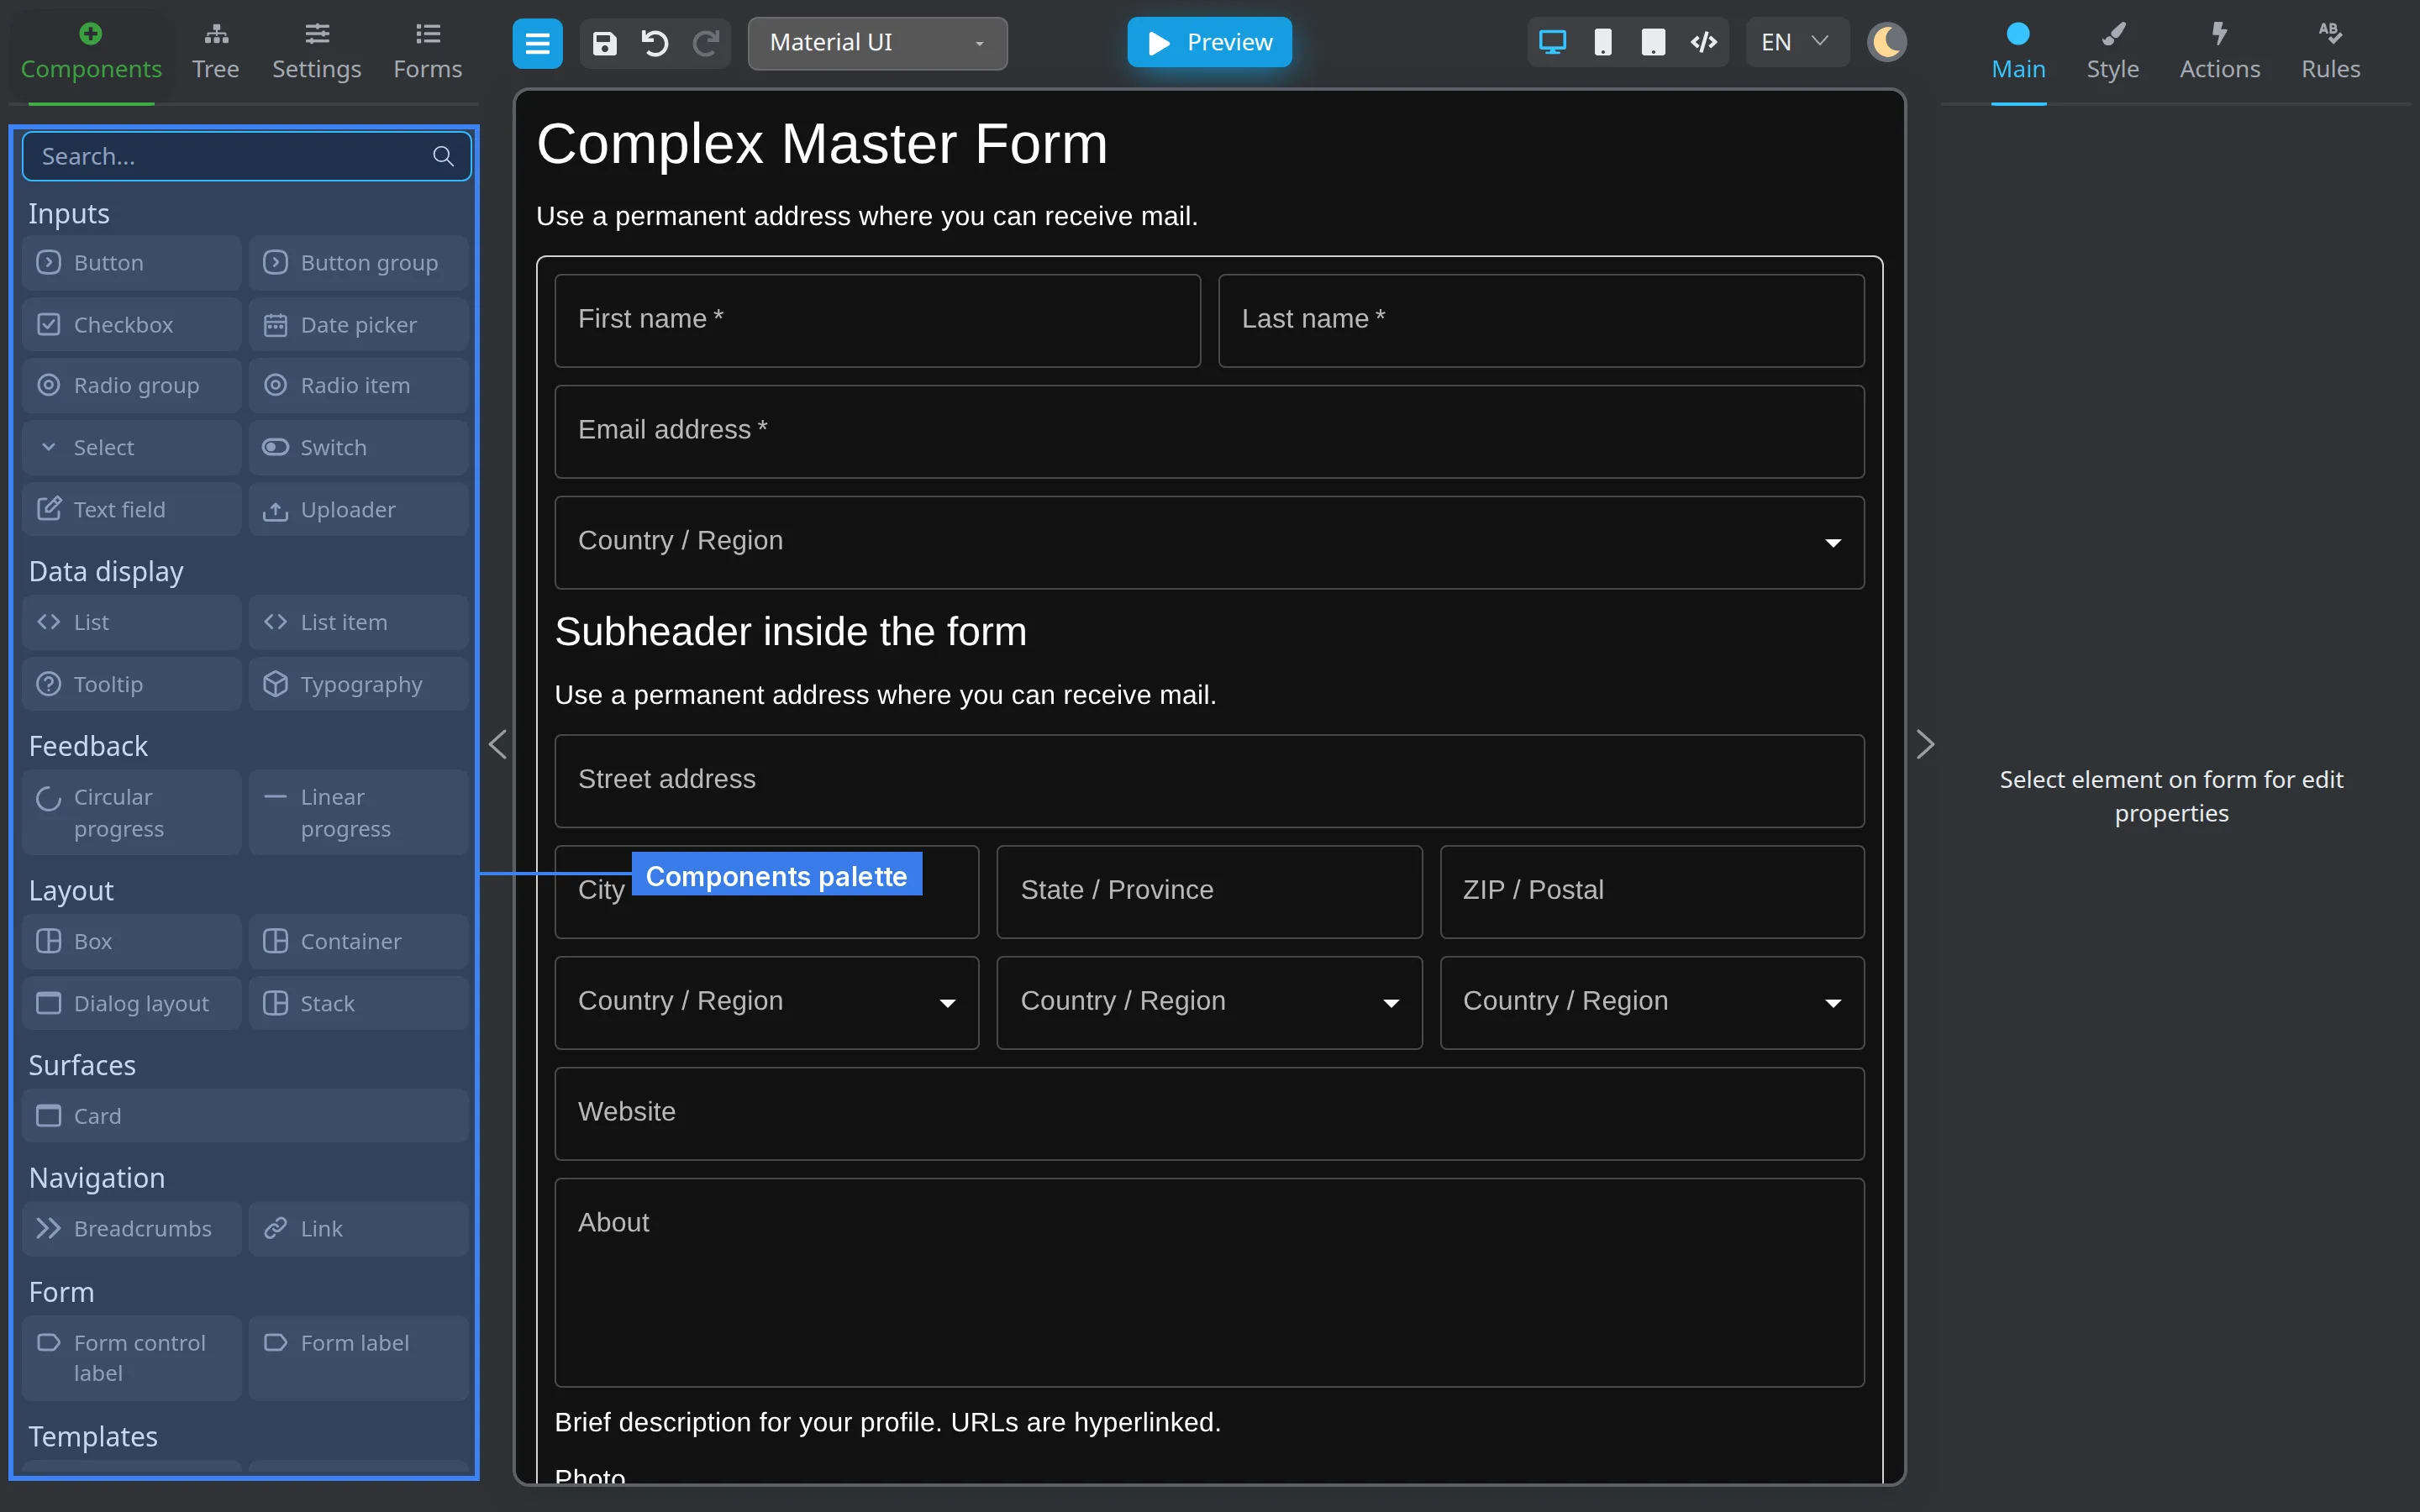 Components
Tree
Settings
Forms
Material UI
Preview
EN
Main
Style
AB
Actions
Rules
Search...
Inputs
Button
Button group
Checkbox
Date picker
Radio group
Radio item
Select
Switch
Text field
Uploader
Data display
List
List item
Tooltip
Typography
Feedback
Circular
progress
Linear
progress
Layout
Box
Container
Dialog layout
Stack
Surfaces
Card
Navigation
Breadcrumbs
Link
Form
Form control
label
Form label
Templates
Complex Master Form
Use a permanent address where you can receive mail.
First name *
Last name *
Email address *
Country / Region
Subheader inside the form
Use a permanent address where you can receive mail.
Street address
City
Components palette
State / Province
ZIP / Postal
Country / Region
Country / Region
Country / Region
Website
About
Brief description for your profile. URLs are hyperlinked.
Photo
Select element on form for edit
properties